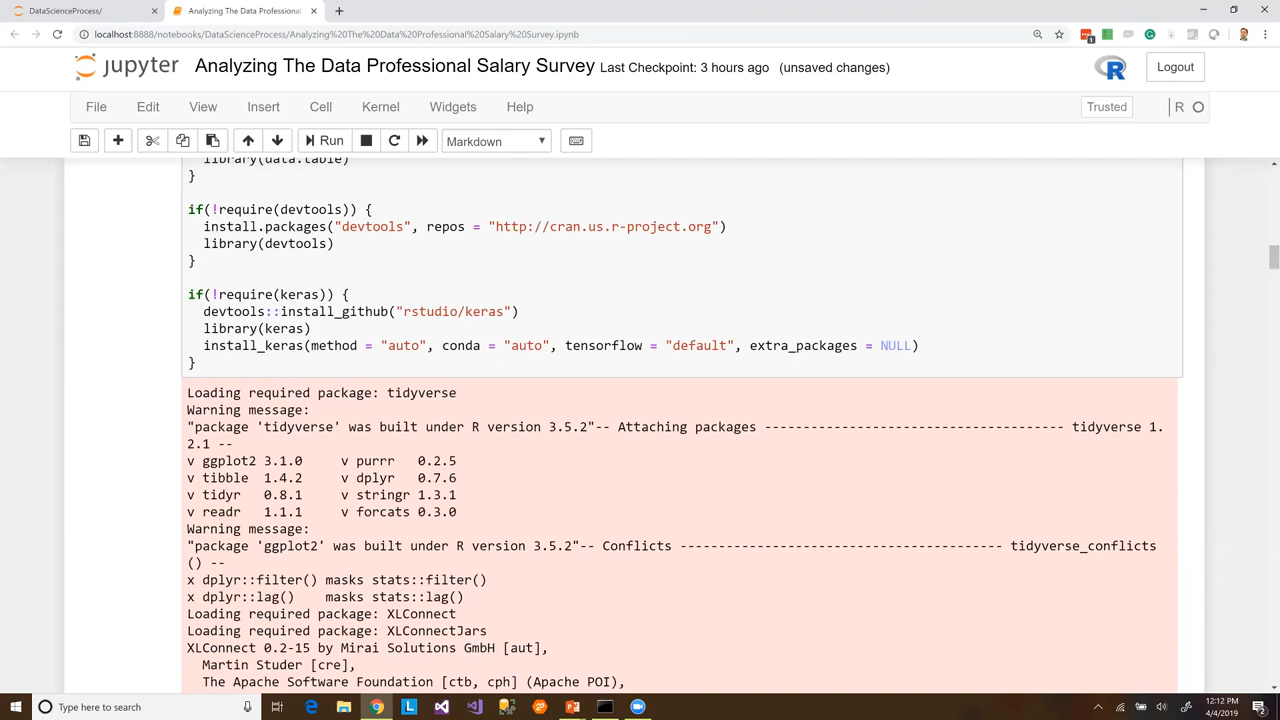 DataScienceProcess/
Analyzing The Data Professional
localhost:8888/notebooks/DataScienceProcess/Analyzing%20The%20Data%20Professional%20Salary%20Survey.ipynb
jupyter Analyzing The Data Professional Salary Survey Last Checkpoint: 3 hours ago (unsaved changes)
R
Logout
File Edit View Insert Cell Kernel Widgets Help
Trusted
R
Run
Markdown
library(data.table)
}
if(!require(devtools)) {
install.packages("devtools", repos = "http://cran.us.r-project.org")
library(devtools)
}
if(!require(keras)) {
devtools::install_github("rstudio/keras")
library(keras)
install_keras(method = "auto", conda = "auto", tensorflow = "default", extra_packages = NULL)
}
Loading required package: tidyverse
Warning message:
"package 'tidyverse' was built under R version 3.5.2"-- Attaching packages --------------------------------------- tidyverse 1.
2.1 --
v ggplot2 3.1.0     v purrr   0.2.5
v tibble  1.4.2     v dplyr   0.7.6
v tidyr   0.8.1     v stringr 1.3.1
v readr   1.1.1     v forcats 0.3.0
Warning message:
"package 'ggplot2' was built under R version 3.5.2"-- Conflicts ------------------------------------------ tidyverse_conflicts
() --
x dplyr::filter() masks stats::filter()
x dplyr::lag()    masks stats::lag()
Loading required package: XLConnect
Loading required package: XLConnectJars
XLConnect 0.2-15 by Mirai Solutions GmbH [aut],
Martin Studer [cre],
The Apache Software Foundation [ctb, cph] (Apache POI),
Type here to search
12:12 PM
4/4/2019